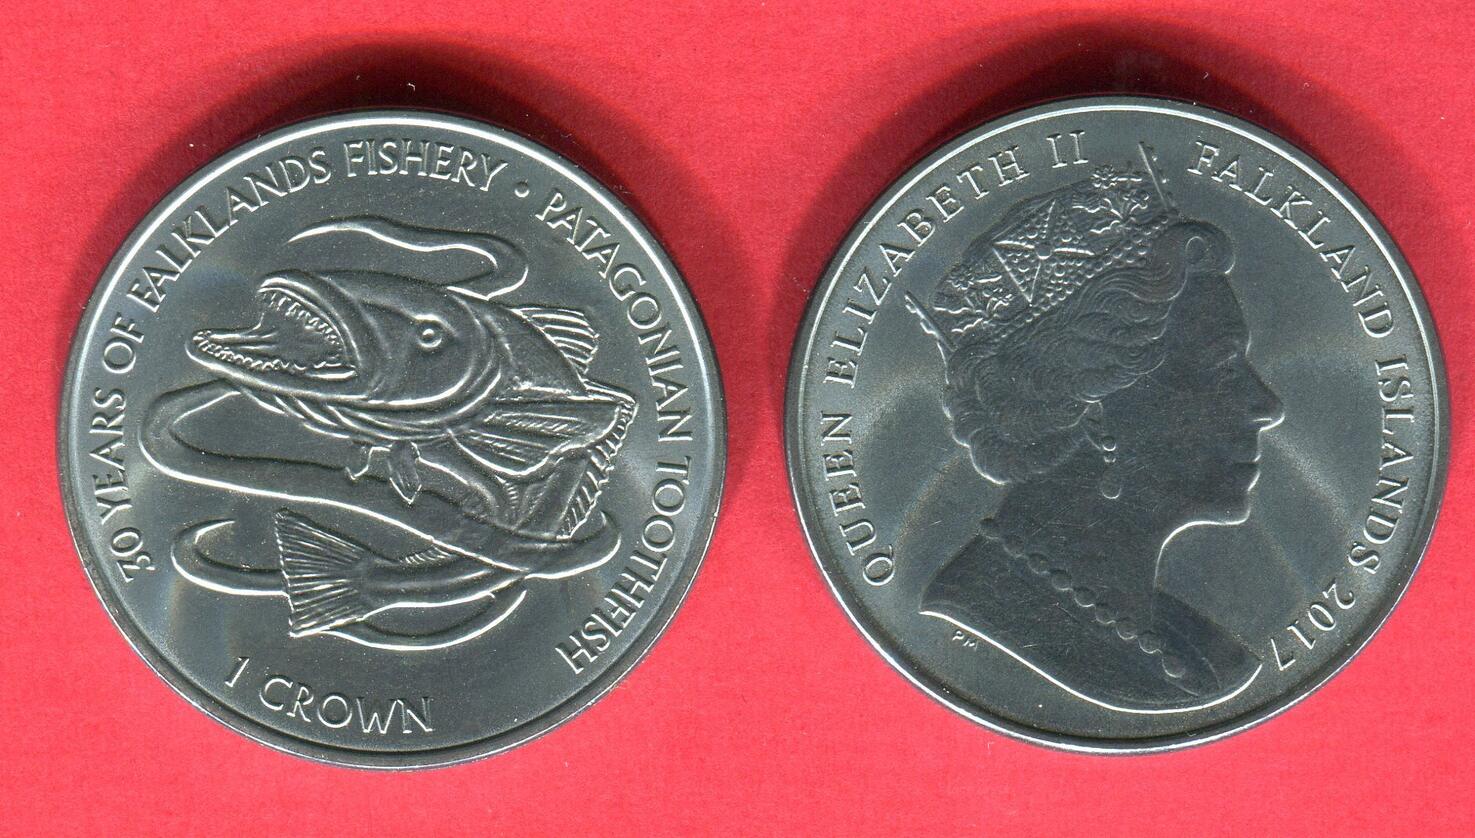 30 YEARS OF FALKLANDS FISHERY • PATAGONIAN TOOTHFISH
1 CROWN
QUEEN ELIZABETH II FALKLAND ISLANDS 2017
PM